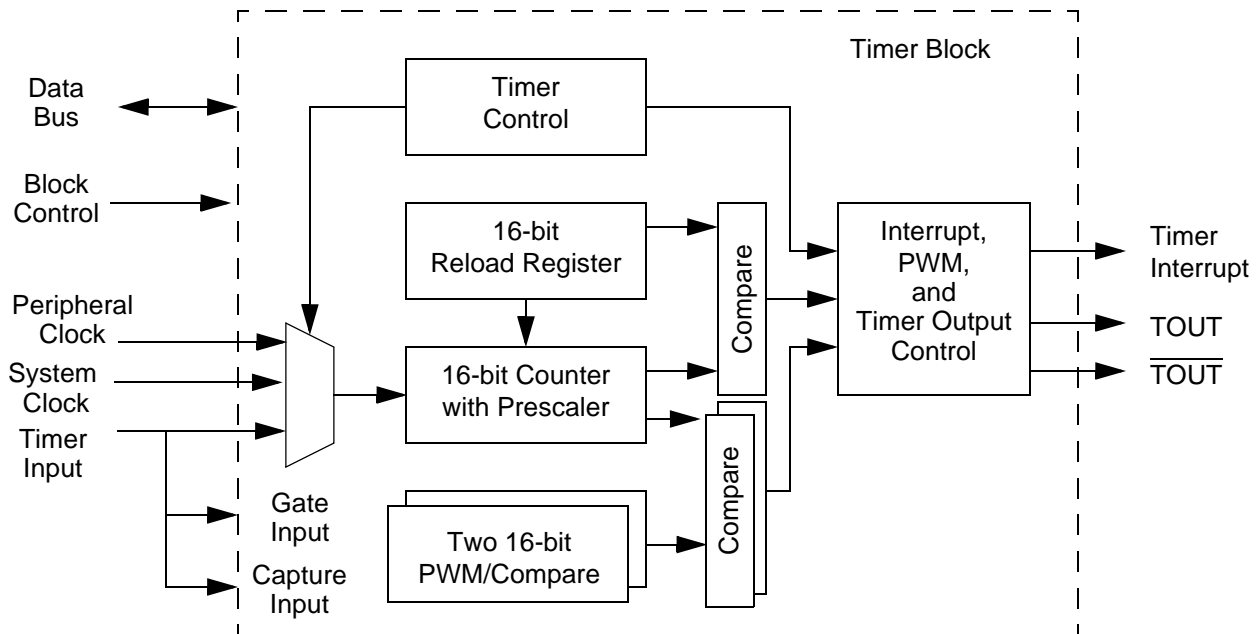 Timer Block
Data
Bus
Timer
Control
Block
Control
16-bit
Reload Register
Compare
Interrupt,
PWM,
and
Timer Output
Control
Timer
Interrupt
Peripheral
Clock
TOUT
System
Clock
16-bit Counter
with Prescaler
TOUT
Timer
Input
Compare
Gate
Input
Two 16-bit
PWM/Compare
Capture
Input